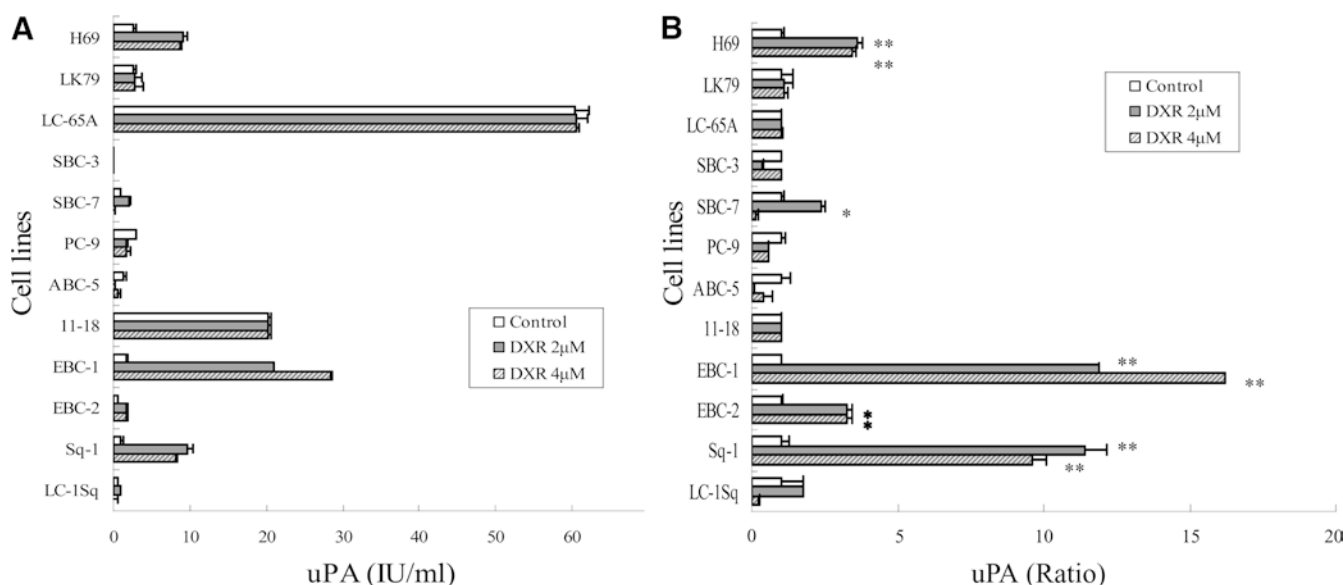 A
Cell lines
H69
LK79
LC-65A
SBC-3
SBC-7
PC-9
ABC-5
11-18
EBC-1
EBC-2
Sq-1
LC-1Sq
Control
DXR 2μM
DXR 4μM
0 10 20 30 40 50 60
uPA (IU/ml)
B
Cell lines
H69
LK79
LC-65A
SBC-3
SBC-7
PC-9
ABC-5
11-18
EBC-1
EBC-2
Sq-1
LC-1Sq
**
**
*
**
**
*
*
**
**
Control
DXR 2μM
DXR 4μM
0 5 10 15 20
uPA (Ratio)